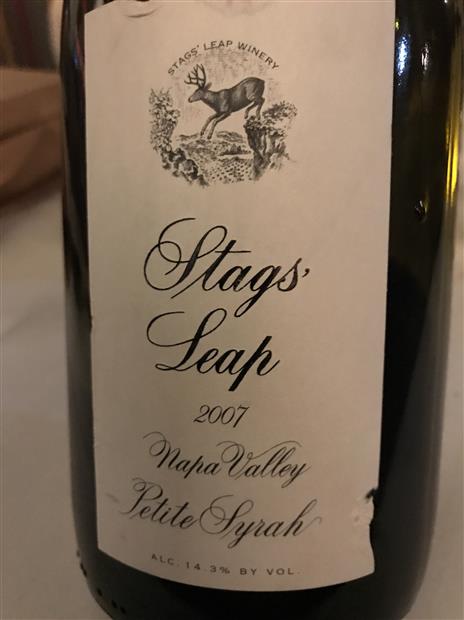 STAGS' LEAP WINERY
Stags'
Leap
2007
Napa Valley
Petite Syrah
ALC. 14.3% BY VOL.